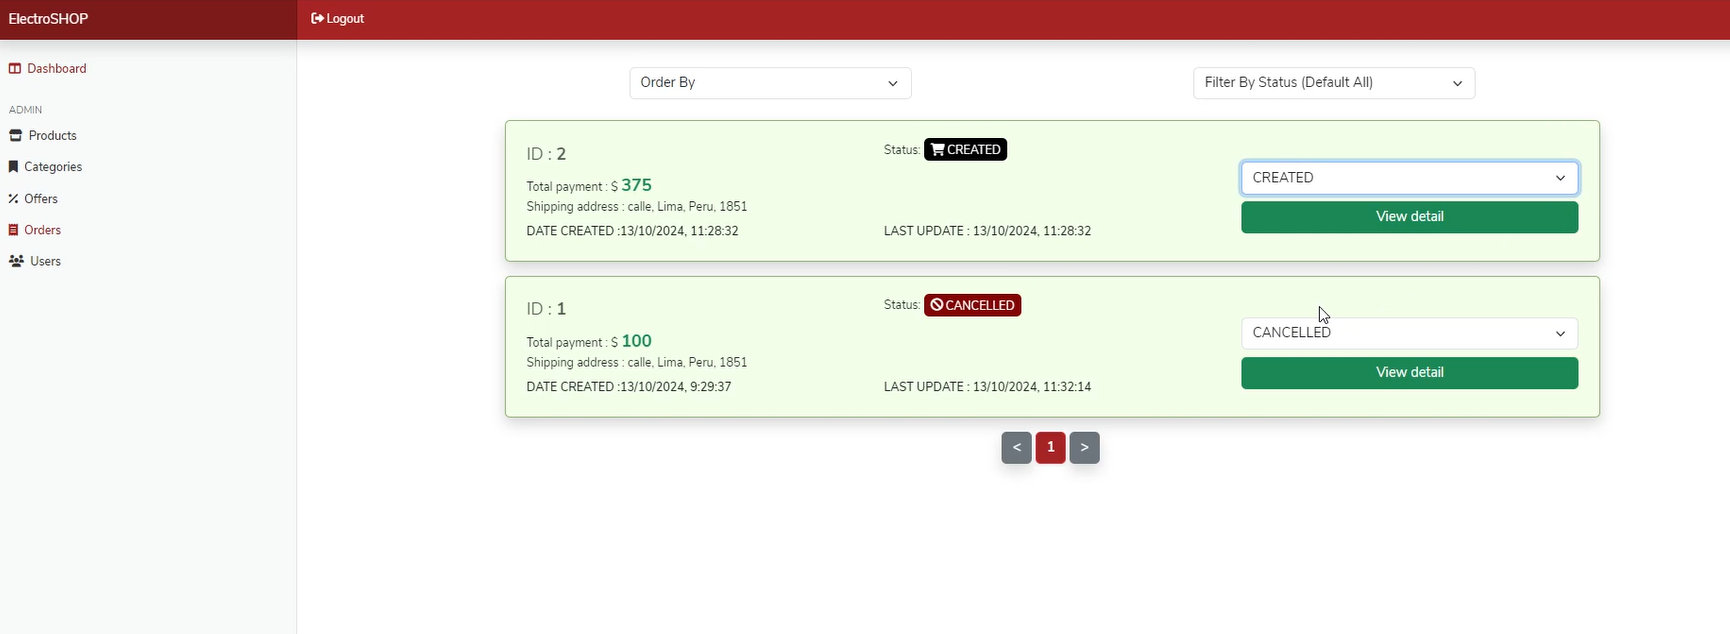 ElectroSHOP
Logout
Dashboard
ADMIN
Products
Categories
Offers
Orders
Users
Order By
Filter By Status (Default All)
ID : 2
Status: CREATED
CREATED
Total payment : $ 375
Shipping address : calle, Lima, Peru, 1851
View detail
DATE CREATED :13/10/2024, 11:28:32
LAST UPDATE : 13/10/2024, 11:28:32
ID : 1
Status: CANCELLED
CANCELLED
Total payment : $ 100
Shipping address : calle, Lima, Peru, 1851
View detail
DATE CREATED :13/10/2024, 9:29:37
LAST UPDATE : 13/10/2024, 11:32:14
< 1 >